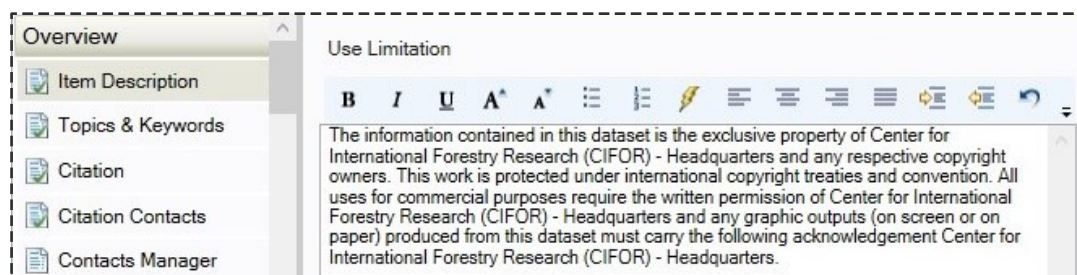 Overview
Item Description
Topics & Keywords
Citation
Citation Contacts
Contacts Manager
Use Limitation
B I U A A
The information contained in this dataset is the exclusive property of Center for
International Forestry Research (CIFOR) - Headquarters and any respective copyright
owners. This work is protected under international copyright treaties and convention. All
uses for commercial purposes require the written permission of Center for International
Forestry Research (CIFOR) - Headquarters and any graphic outputs (on screen or on
paper) produced from this dataset must carry the following acknowledgement Center for
International Forestry Research (CIFOR) - Headquarters.